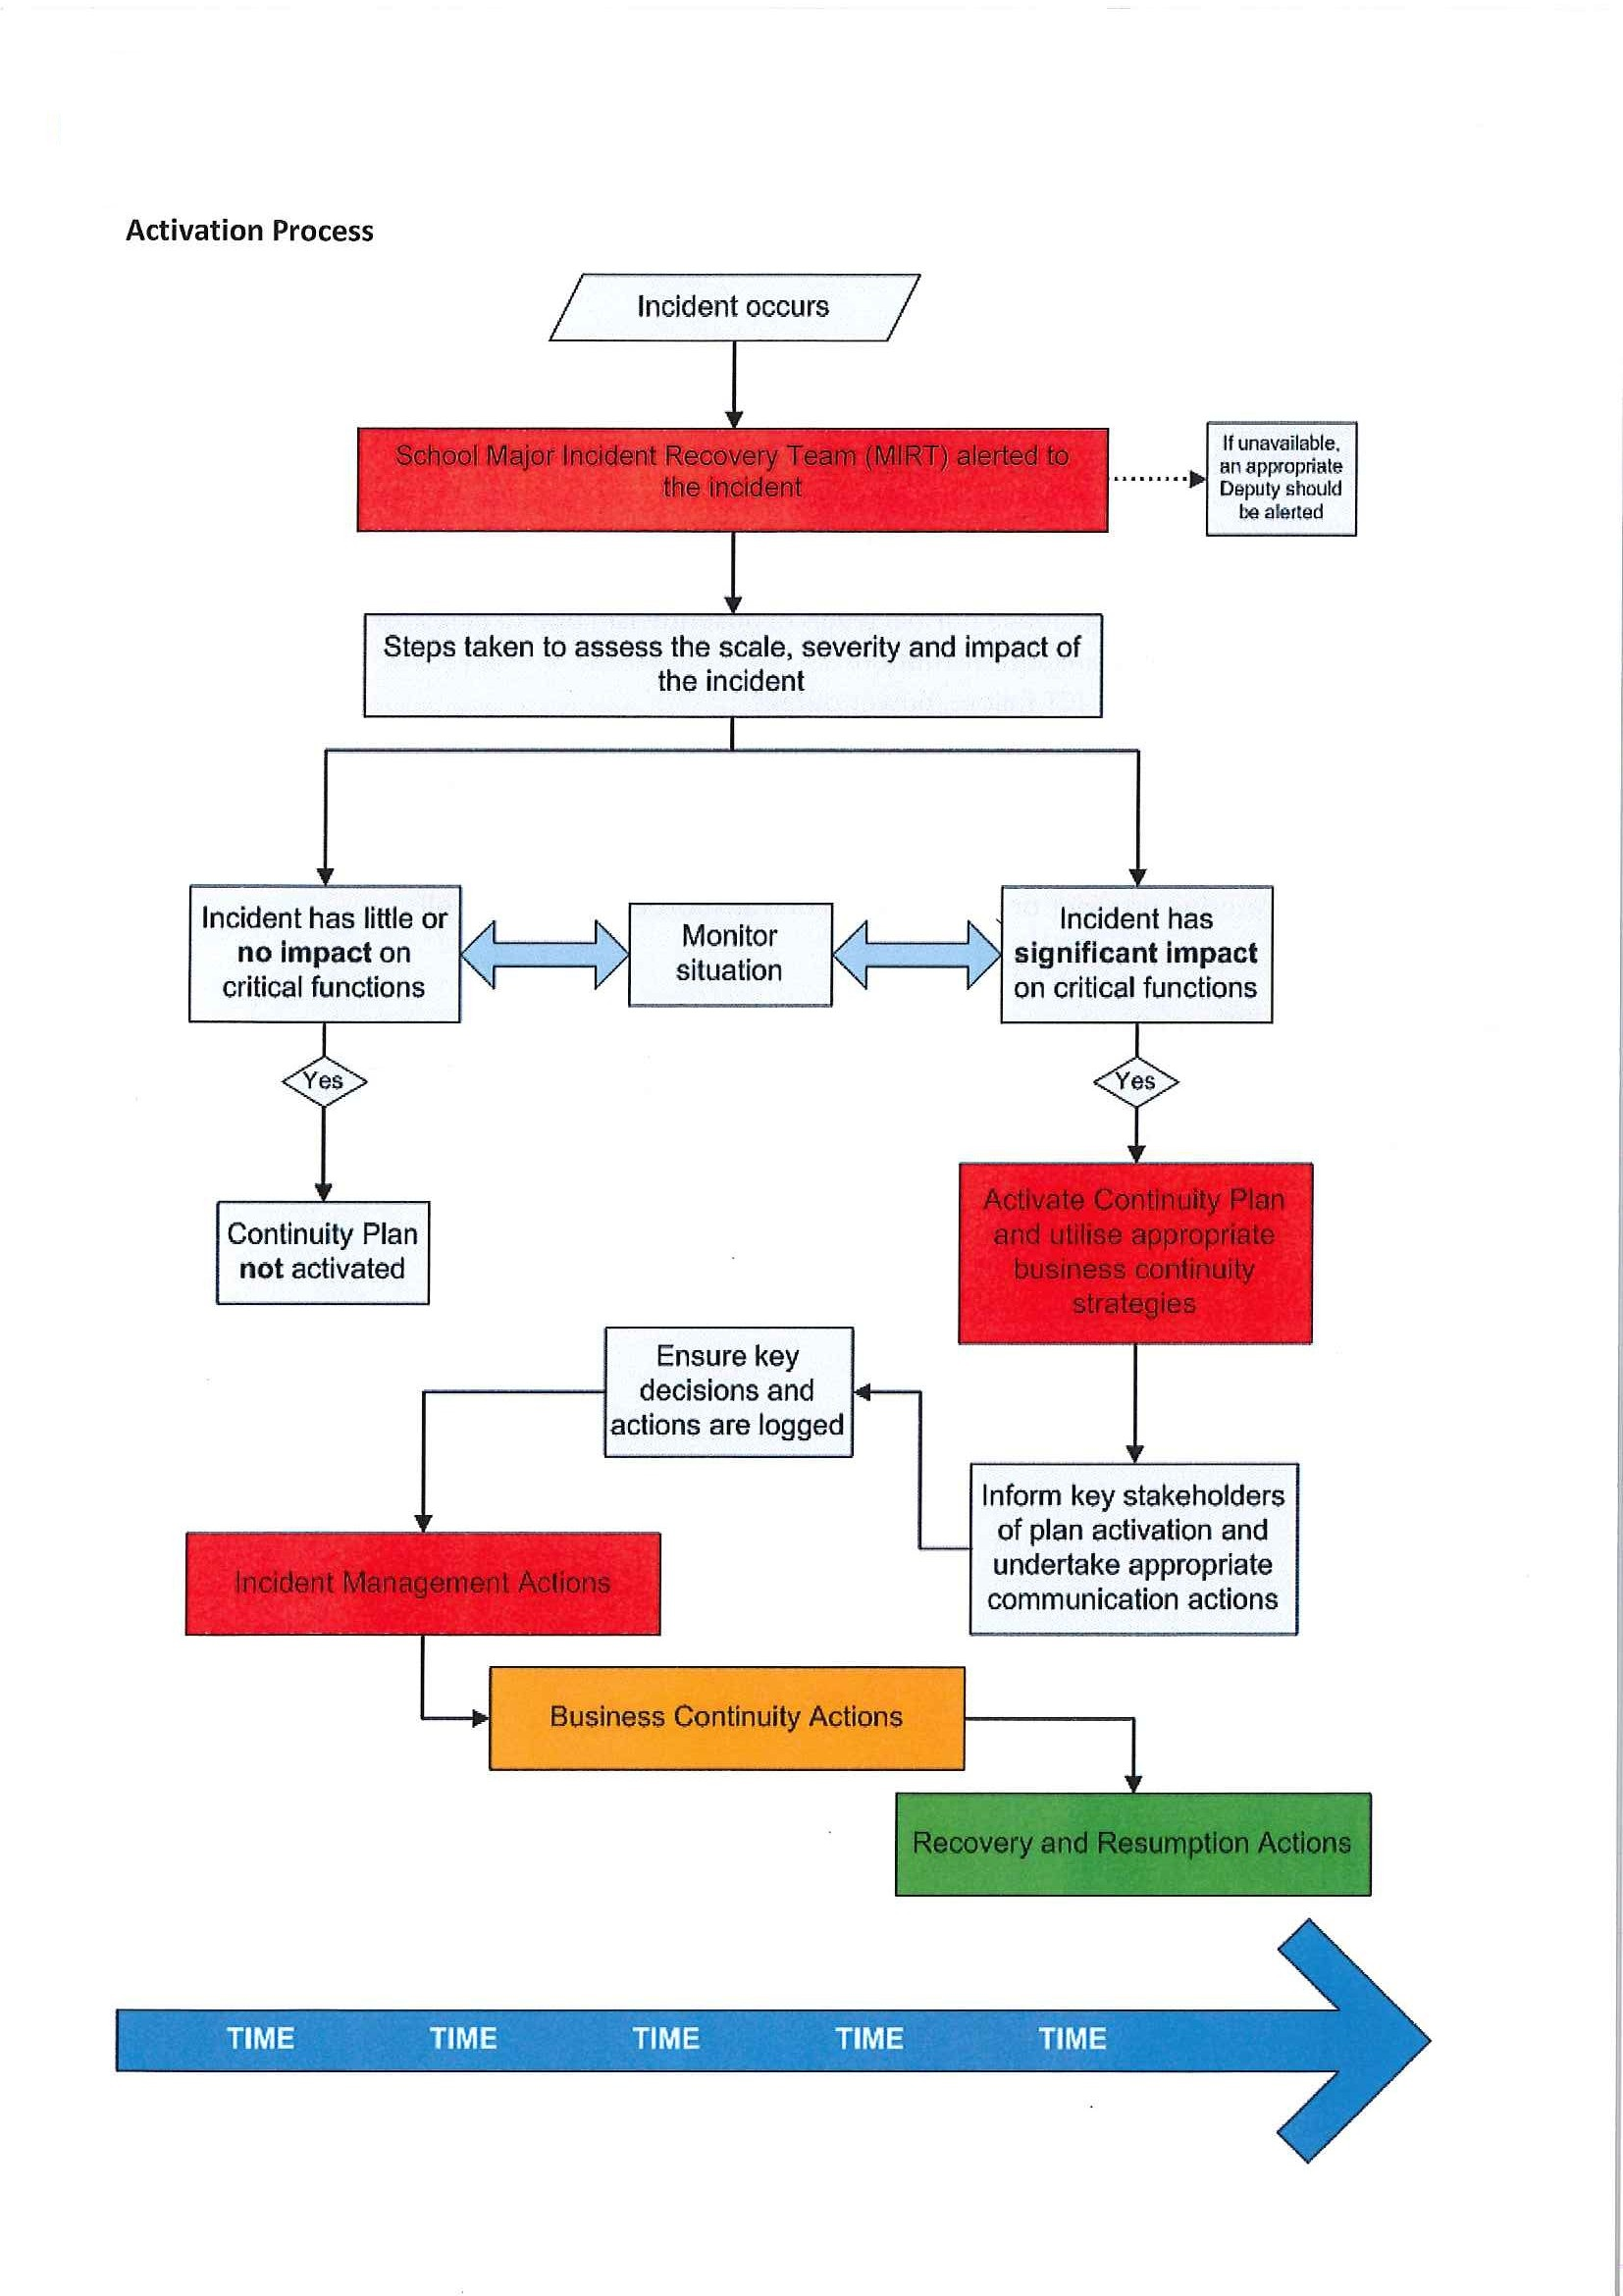 Activation Process
Incident occurs
School Major Incident Recovery Team (MIRT) alerted to
the incident
If unavailable,
an appropriate
Deputy should
be alerted
Steps taken to assess the scale, severity and impact of
the incident
Incident has little or
no impact on
critical functions
Monitor
situation
Incident has
significant impact
on critical functions
Yes
Yes
Continuity Plan
not activated
Activate Continuity Plan
and utilise appropriate
business continuity
strategies
Ensure key
decisions and
actions are logged
Inform key stakeholders
of plan activation and
undertake appropriate
communication actions
Incident Management Actions
Business Continuity Actions
Recovery and Resumption Actions
TIME TIME TIME TIME TIME